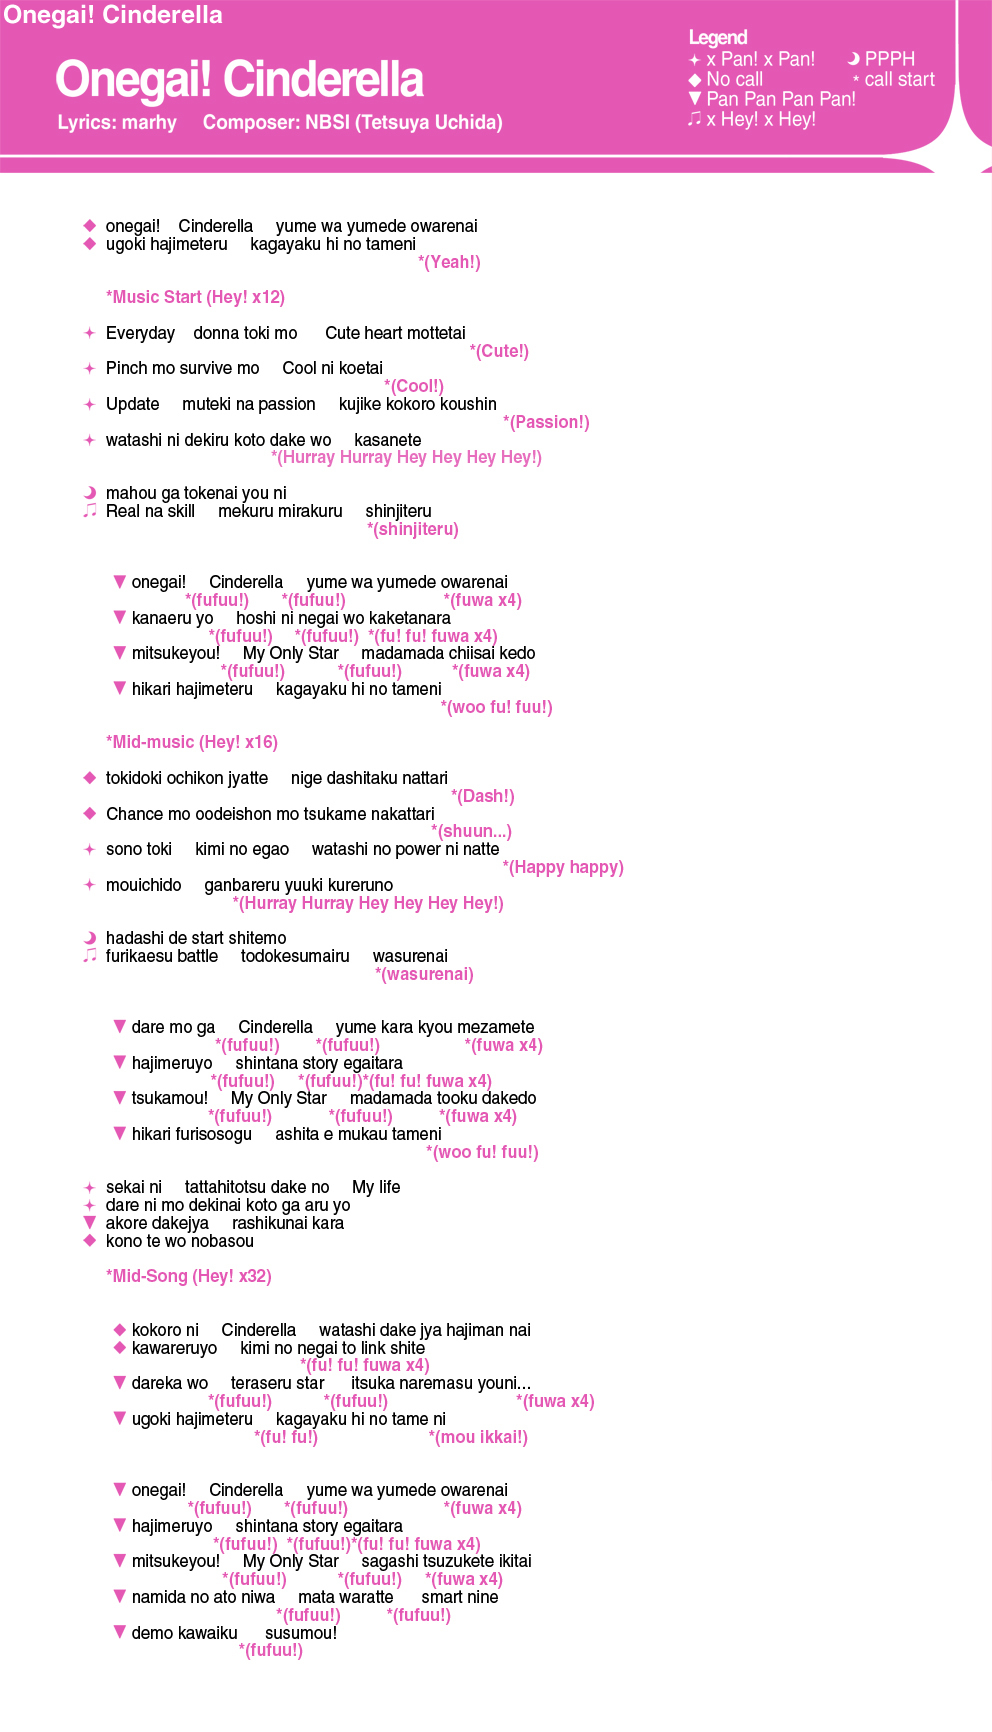 Onegai! Cinderella
Onegai! Cinderella
Lyrics: marhy Composer: NBSI (Tetsuya Uchida)
Legend
✦ x Pan! x Pan! ☽ PPPH
◆ No call * call start
▼ Pan Pan Pan Pan!
♫ x Hey! x Hey!
◆ onegai! Cinderella yume wa yumede owarenai
◆ ugoki hajimeteru kagayaku hi no tameni
*(Yeah!)
*Music Start (Hey! x12)
✦ Everyday donna toki mo Cute heart mottetai
*(Cute!)
✦ Pinch mo survive mo Cool ni koetai
*(Cool!)
✦ Update muteki na passion kujike kokoro koushin
*(Passion!)
✦ watashi ni dekiru koto dake wo kasanete
*(Hurray Hurray Hey Hey Hey Hey!)
☽ mahou ga tokenai you ni
♫ Real na skill mekuru mirakuru shinjiteru
*(shinjiteru)
▼ onegai! Cinderella yume wa yumede owarenai
*(fufuu!) *(fufuu!) *(fuwa x4)
▼ kanaeru yo hoshi ni negai wo kaketanara
*(fufuu!) *(fufuu!) *(fu! fu! fuwa x4)
▼ mitsukeyou! My Only Star madamada chiisai kedo
*(fufuu!) *(fufuu!) *(fuwa x4)
▼ hikari hajimeteru kagayaku hi no tameni
*(woo fu! fuu!)
*Mid-music (Hey! x16)
◆ tokidoki ochikon jyatte nige dashitaku nattari
*(Dash!)
◆ Chance mo oodeishon mo tsukame nakattari
*(shuun...)
✦ sono toki kimi no egao watashi no power ni natte
*(Happy happy)
✦ mouichido ganbareru yuuki kureruno
*(Hurray Hurray Hey Hey Hey Hey!)
☽ hadashi de start shitemo
♫ furikaesu battle todokesumairu wasurenai
*(wasurenai)
▼ dare mo ga Cinderella yume kara kyou mezamete
*(fufuu!) *(fufuu!) *(fuwa x4)
▼ hajimeruyo shintana story egaitara
*(fufuu!) *(fufuu!)*(fu! fu! fuwa x4)
▼ tsukamou! My Only Star madamada tooku dakedo
*(fufuu!) *(fufuu!) *(fuwa x4)
▼ hikari furisosogu ashita e mukau tameni
*(woo fu! fuu!)
✦ sekai ni tattahitotsu dake no My life
✦ dare ni mo dekinai koto ga aru yo
▼ akore dakejya rashikunai kara
◆ kono te wo nobasou
*Mid-Song (Hey! x32)
◆ kokoro ni Cinderella watashi dake jya hajiman nai
◆ kawareruyo kimi no negai to link shite
*(fu! fu! fuwa x4)
▼ dareka wo teraseru star itsuka naremasu youni...
*(fufuu!) *(fufuu!) *(fuwa x4)
▼ ugoki hajimeteru kagayaku hi no tame ni
*(fu! fu!) *(mou ikkai!)
▼ onegai! Cinderella yume wa yumede owarenai
*(fufuu!) *(fufuu!) *(fuwa x4)
▼ hajimeruyo shintana story egaitara
*(fufuu!) *(fufuu!)*(fu! fu! fuwa x4)
▼ mitsukeyou! My Only Star sagashi tsuzukete ikitai
*(fufuu!) *(fufuu!) *(fuwa x4)
▼ namida no ato niwa mata waratte smart nine
*(fufuu!) *(fufuu!)
▼ demo kawaiku susumou!
*(fufuu!)